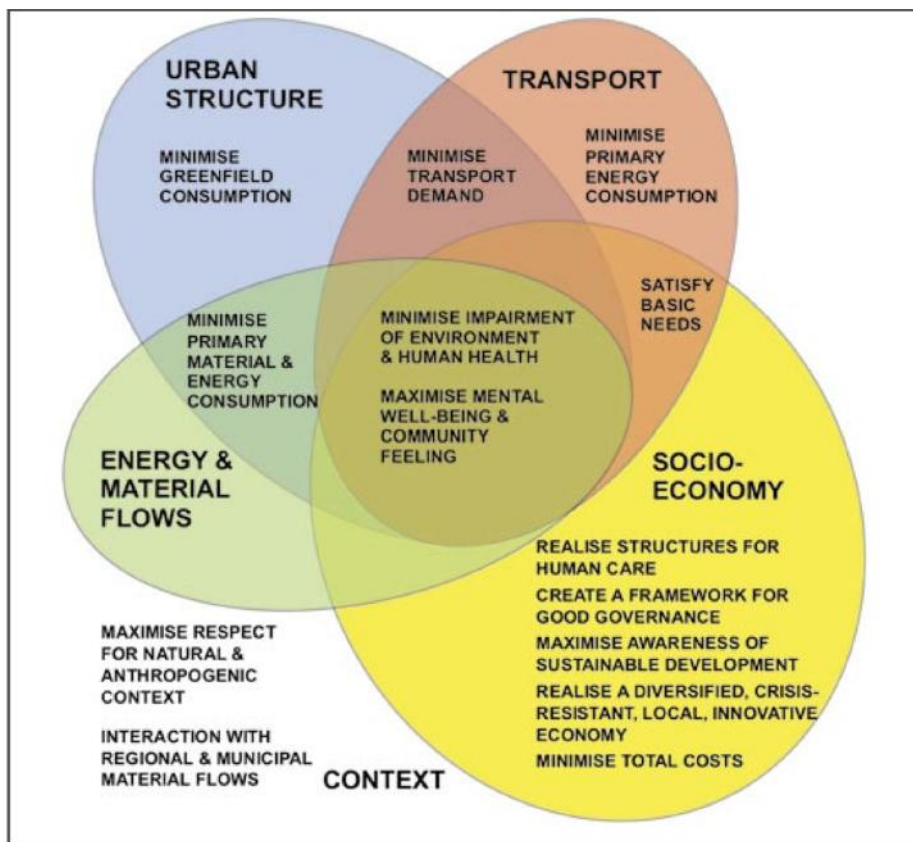 URBAN
STRUCTURE
MINIMISE
GREENFIELD
CONSUMPTION
TRANSPORT
MINIMISE
TRANSPORT
DEMAND
MINIMISE
PRIMARY
ENERGY
CONSUMPTION
SATISFY
BASIC
NEEDS
MINIMISE
PRIMARY
MATERIAL &
ENERGY
CONSUMPTION
MINIMISE IMPAIRMENT
OF ENVIRONMENT
& HUMAN HEALTH
MAXIMISE MENTAL
WELL-BEING &
COMMUNITY
FEELING
ENERGY &
MATERIAL
FLOWS
SOCIO-
ECONOMY
REALISE STRUCTURES FOR
HUMAN CARE
CREATE A FRAMEWORK FOR
GOOD GOVERNANCE
MAXIMISE AWARENESS OF
SUSTAINABLE DEVELOPMENT
REALISE A DIVERSIFIED, CRISIS-
RESISTANT, LOCAL, INNOVATIVE
ECONOMY
MINIMISE TOTAL COSTS
MAXIMISE RESPECT
FOR NATURAL &
ANTHROPOGENIC
CONTEXT
INTERACTION WITH
REGIONAL & MUNICIPAL
MATERIAL FLOWS
CONTEXT